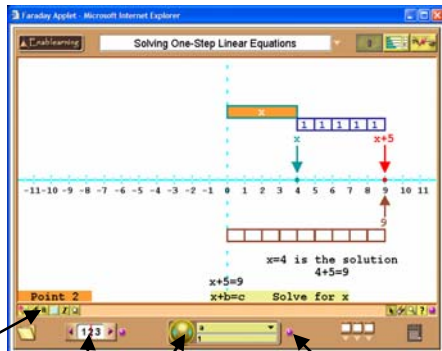 Faraday Applet - Microsoft Internet Explorer
Enablearning
Solving One-Step Linear Equations
x
1 1 1 1 1
x
x+5
-11 -10 -9 -8 -7 -6 -5 -4 -3 -2 -1 0 1 2 3 4 5 6 7 8 9 10 11
9
x=4 is the solution
4+5=9
x+5=9
Point 2
x+b=c Solve for x
123
a
1